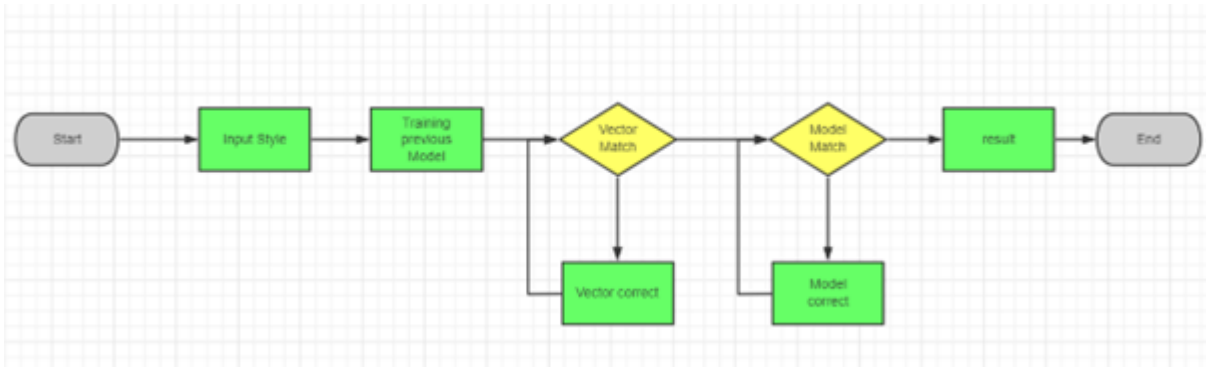 Start
Input Style
Training
previous
Model
Vector
Match
Model
Match
result
End
Vector correct
Model
correct